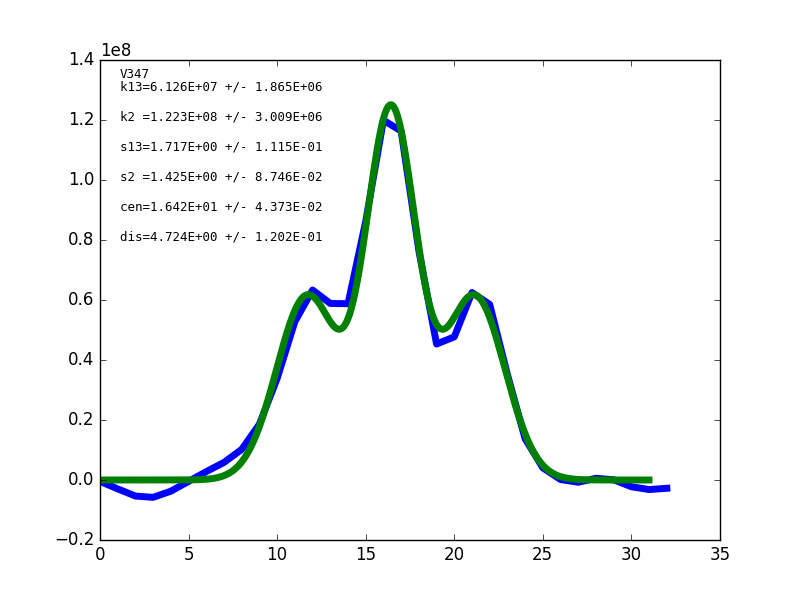 1e8
1.4
V347
k13=6.126E+07 +/- 1.865E+06
1.2
k2 =1.223E+08 +/- 3.009E+06
s13=1.717E+00 +/- 1.115E-01
1.0
s2 =1.425E+00 +/- 8.746E-02
cen=1.642E+01 +/- 4.373E-02
0.8
dis=4.724E+00 +/- 1.202E-01
0.6
0.4
0.2
0.0
−0.2
0 5 10 15 20 25 30 35